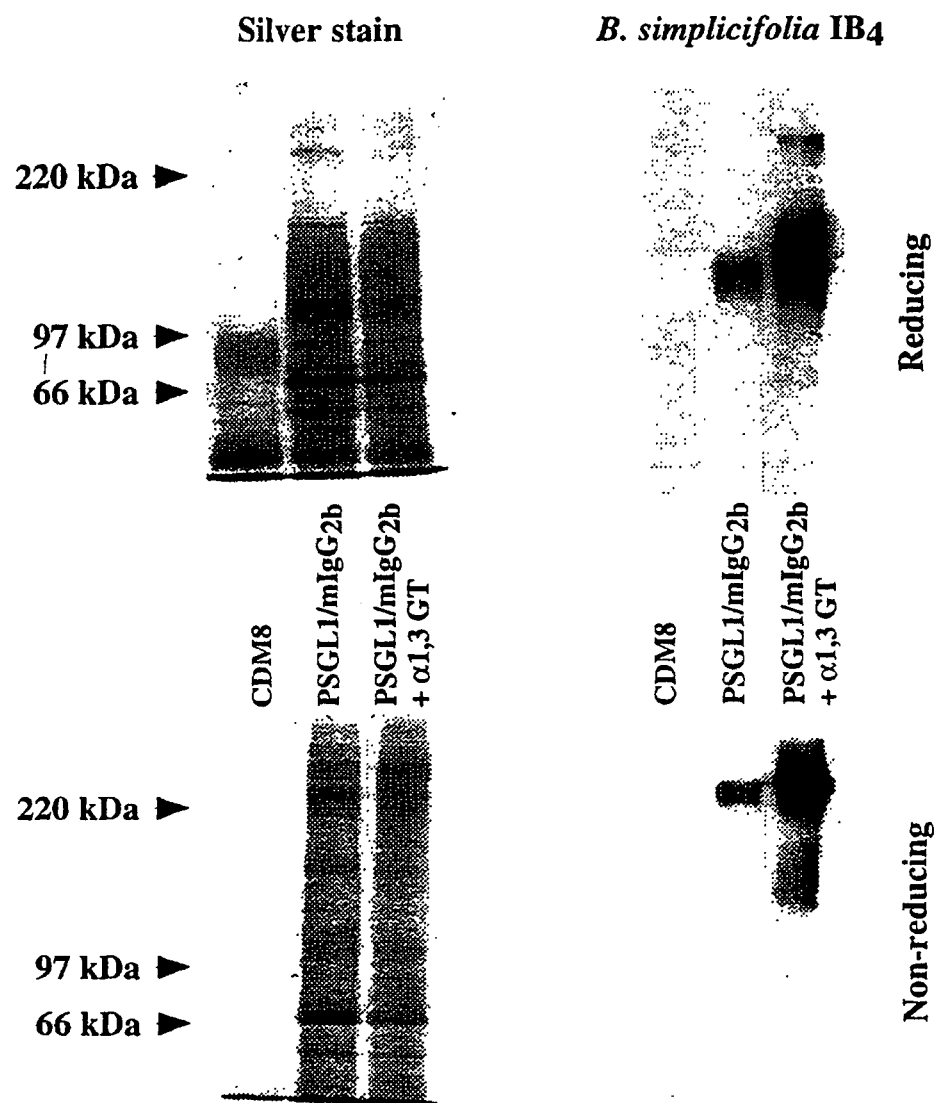 Silver stain
B. simplicifolia IB4
220 kDa
97 kDa
66 kDa
Reducing
CDM8
PSGL1/mIgG2b
PSGL1/mIgG2b
+ α1,3 GT
CDM8
PSGL1/mIgG2b
PSGL1/mIgG2b
+ α1,3 GT
220 kDa
97 kDa
66 kDa
Non-reducing